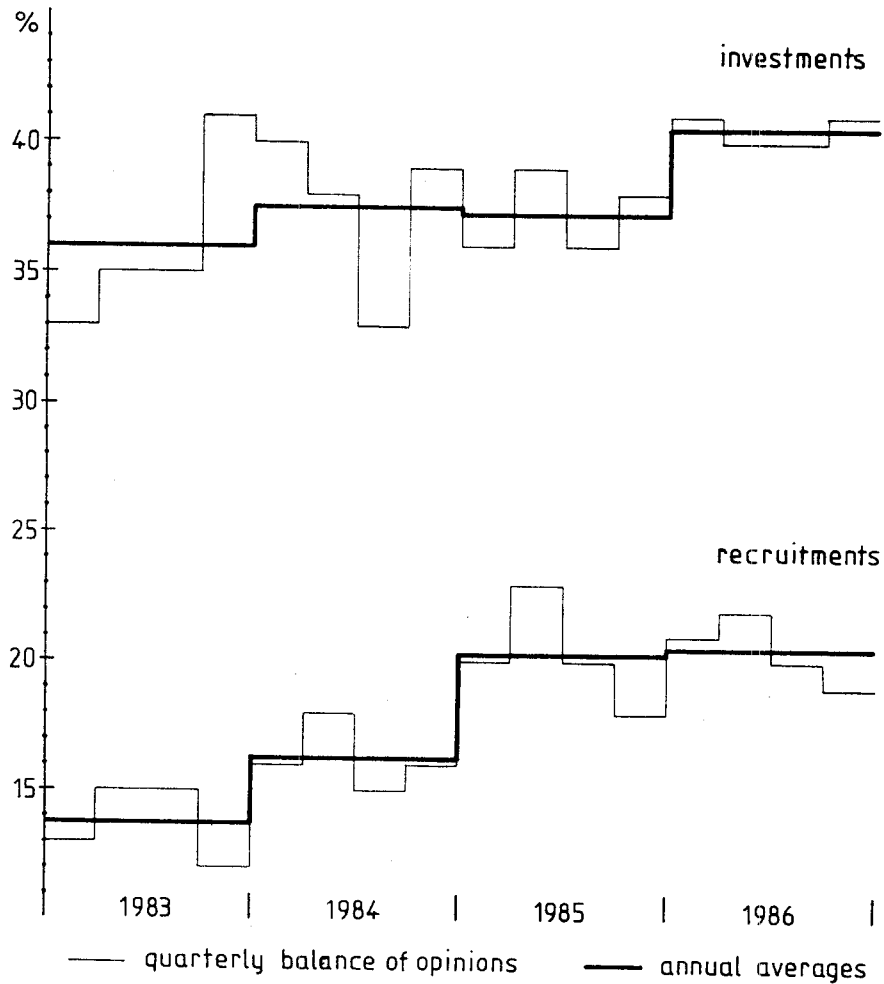 %
investments
40
35
30
25
recruitments
20
15
1983 1984 1985 1986
quarterly balance of opinions annual averages